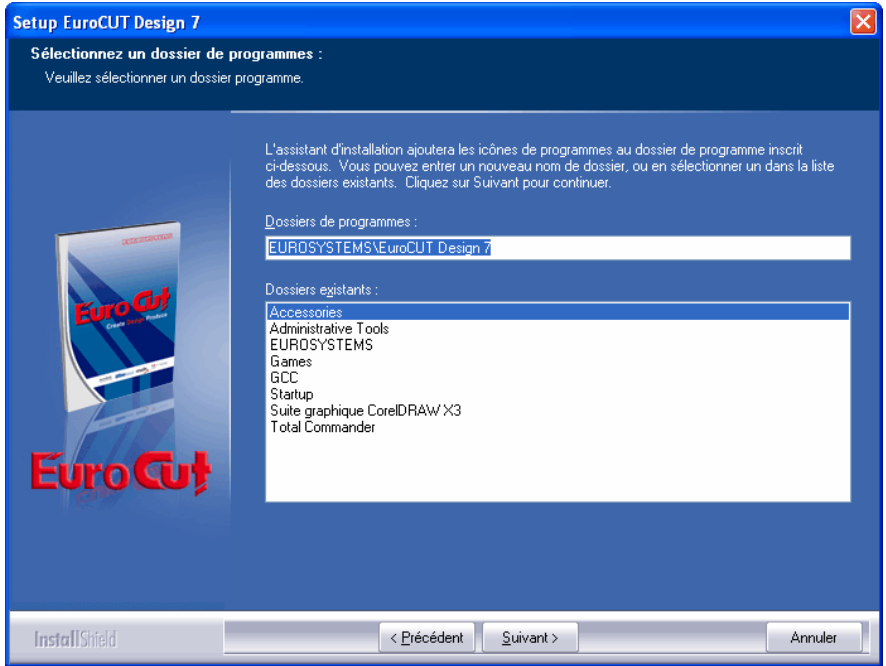 Setup EuroCUT Design 7
Sélectionnez un dossier de programmes :
Veuillez sélectionner un dossier programme.
L'assistant d'installation ajoutera les icônes de programmes au dossier de programme inscrit
ci-dessous. Vous pouvez entrer un nouveau nom de dossier, ou en sélectionner un dans la liste
des dossiers existants. Cliquez sur Suivant pour continuer.
Dossiers de programmes :
EUROSYSTEMS\EuroCUT Design 7
Dossiers existants :
Accessories
Administrative Tools
EUROSYSTEMS
Games
GCC
Startup
Suite graphique CorelDRAW X3
Total Commander
Euro Cut
Create Design Produce
Euro Cut
InstallShield
< Précédent
Suivant >
Annuler